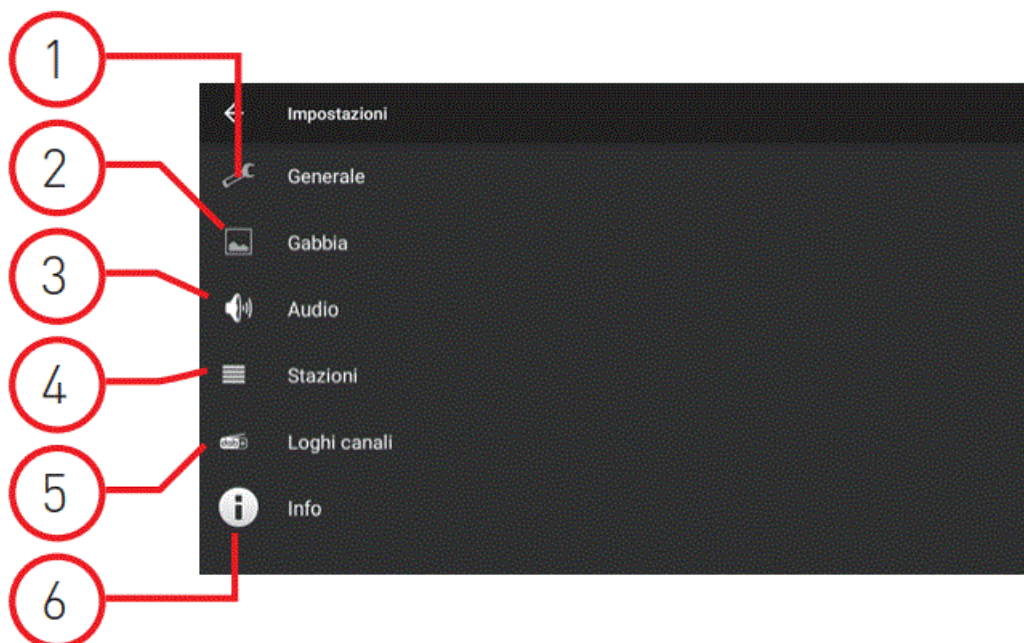 1
Impostazioni
2
Generale
Gabbia
3
Audio
4
Stazioni
5
Loghi canali
Info
6